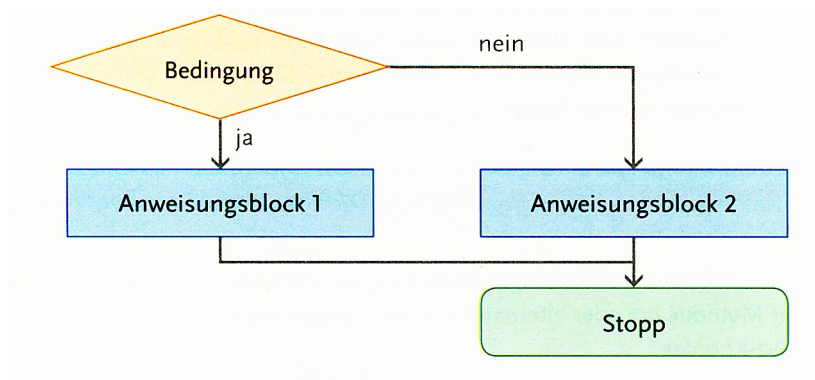 Bedingung
nein
ja
Anweisungsblock 1
Anweisungsblock 2
Stopp